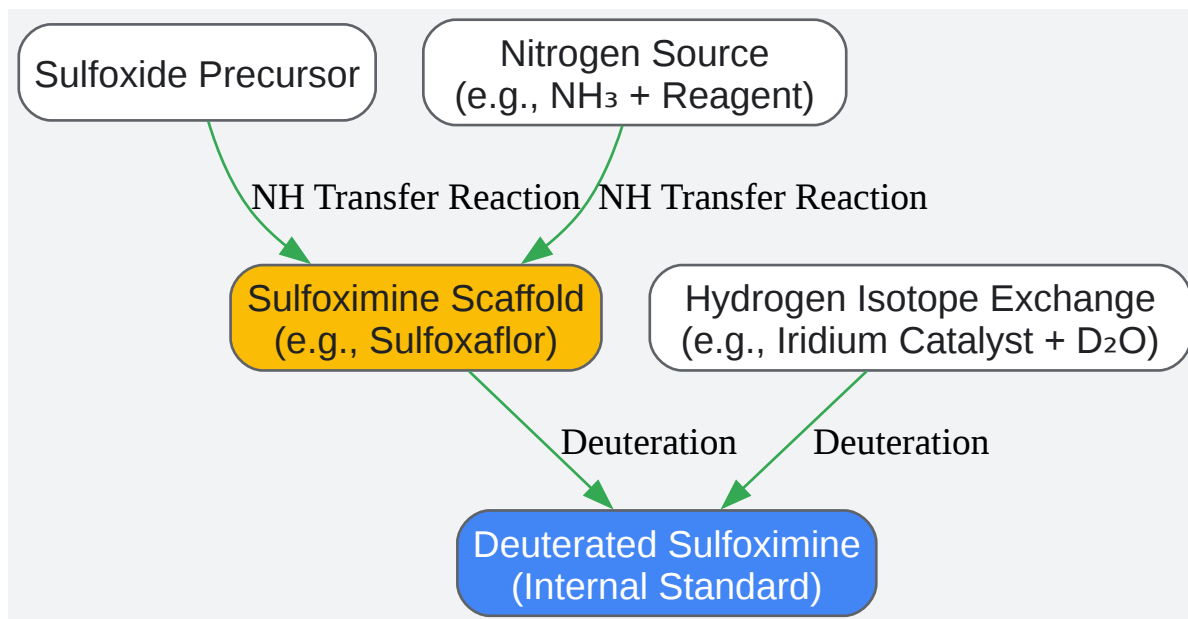 Sulfoxide Precursor
Nitrogen Source
(e.g., NH₃ + Reagent)
NH Transfer Reaction
NH Transfer Reaction
Sulfoximine Scaffold
(e.g., Sulfoxaflor)
Hydrogen Isotope Exchange
(e.g., Iridium Catalyst + D₂O)
Deuteration
Deuteration
Deuterated Sulfoximine
(Internal Standard)